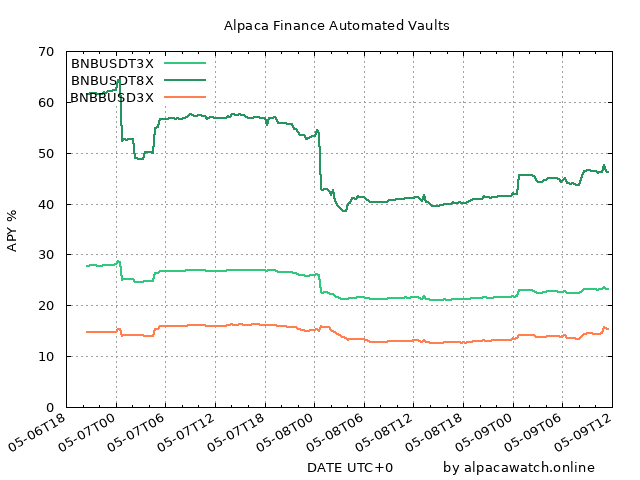 Alpaca Finance Automated Vaults
BNBUSDT3X
BNBUSDT8X
BNBBUSD3X
70
60
50
40
30
20
10
0
APY %
05-06T18
05-07T00
05-07T06
05-07T12
05-07T18
05-08T00
05-08T06
05-08T12
05-08T18
05-09T00
05-09T06
05-09T12
DATE UTC+0
by alpacawatch.online